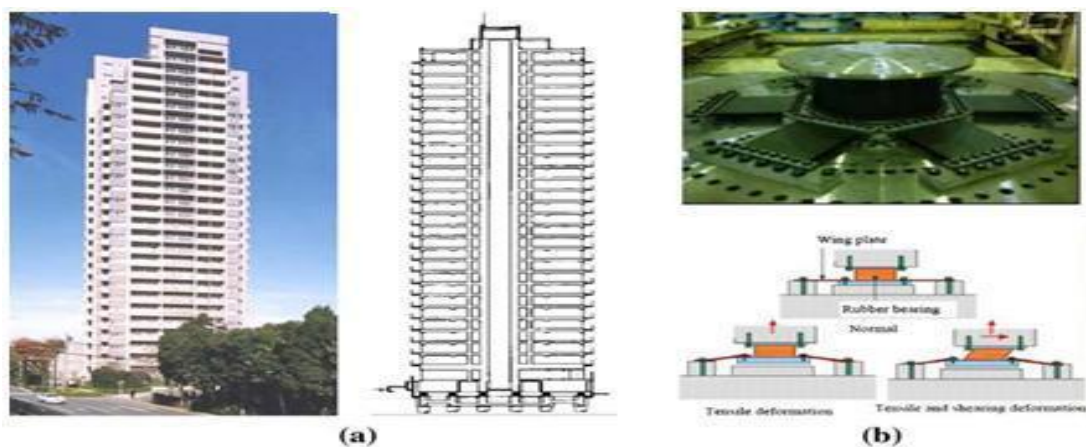 Wing plate
Rubber bearing
Normal
Tensile deformation
Tensile and shearing deformation
(a)
(b)